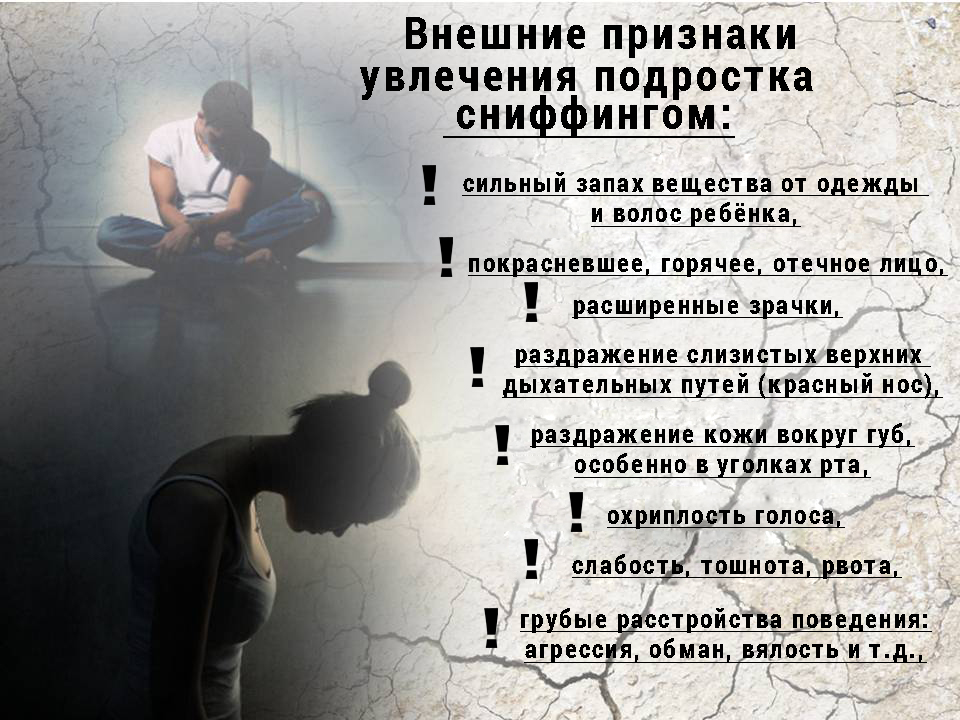 Внешние признаки
увлечения подростка
сниффингом:
! сильный запах вещества от одежды
и волос ребёнка,
! покрасневшее, горячее, отечное лицо,
! расширенные зрачки,
! раздражение слизистых верхних
дыхательных путей (красный нос),
! раздражение кожи вокруг губ,
особенно в уголках рта,
! охриплость голоса,
! слабость, тошнота, рвота,
! грубые расстройства поведения:
агрессия, обман, вялость и т.д.,